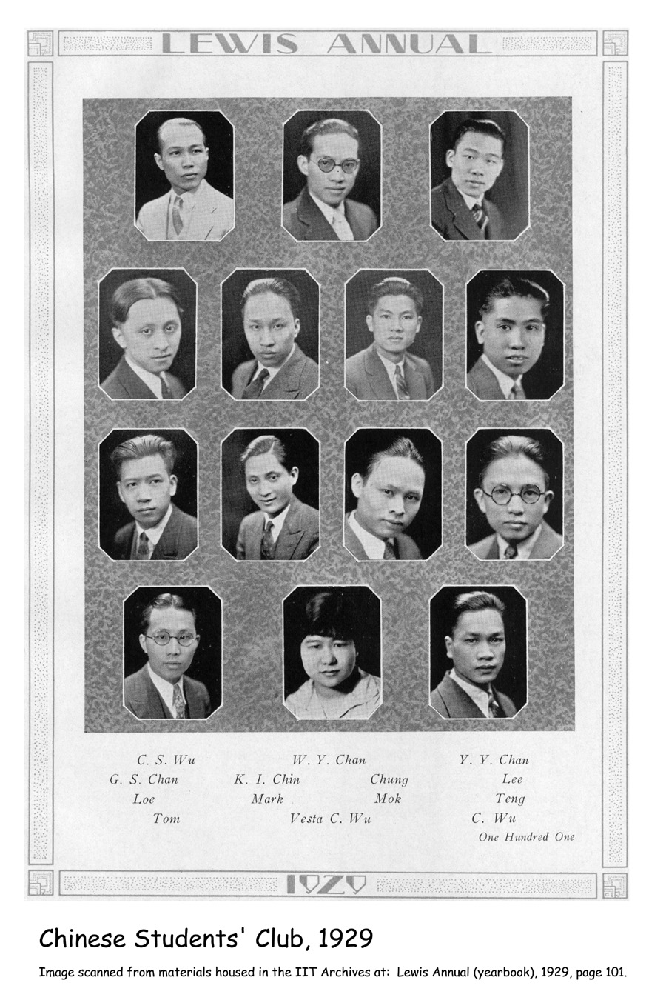 LEWIS ANNUAL
C. S. Wu W. Y. Chan Y. Y. Chan
G. S. Chan K. I. Chin Chung Lee
Loe Mark Mok Teng
Tom Vesta C. Wu C. Wu
One Hundred One
1929
Chinese Students' Club, 1929
Image scanned from materials housed in the IIT Archives at: Lewis Annual (yearbook), 1929, page 101.